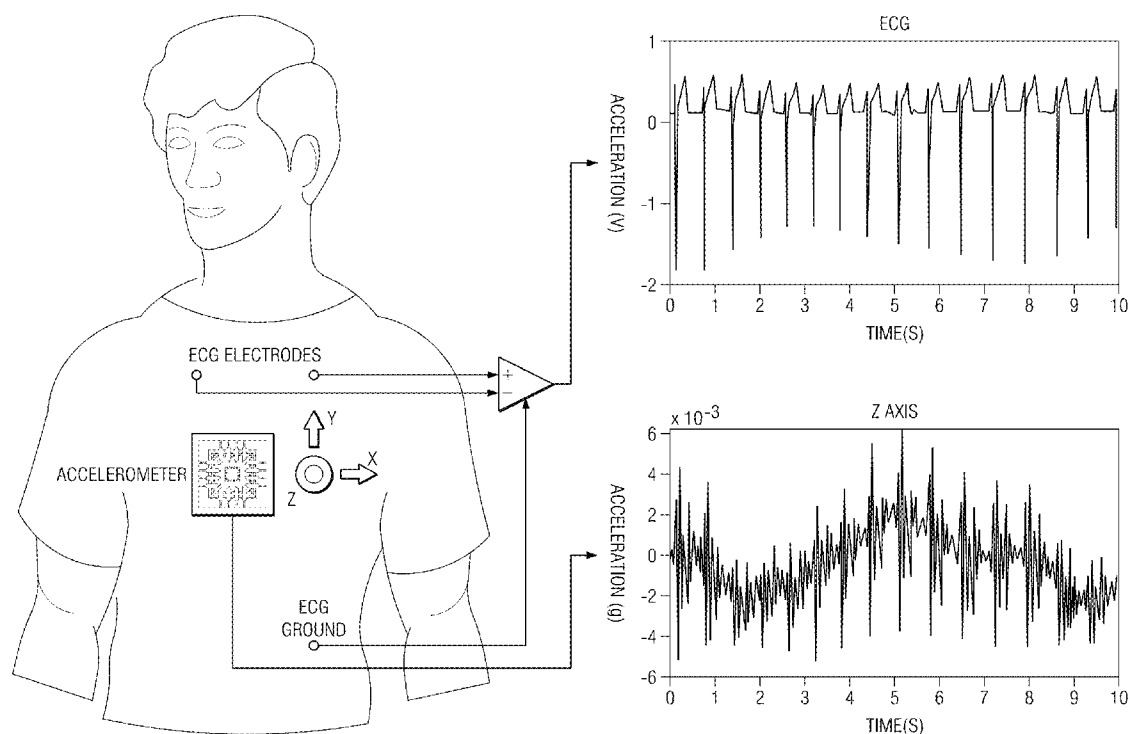 ECG
ACCELERATION (V)
1
0
-1
-2
0 1 2 3 4 5 6 7 8 9 10
TIME(S)
ECG ELECTRODES
+
−
Y
X
Z
ACCELEROMETER
ECG
GROUND
x 10-3
Z AXIS
ACCELERATION (g)
6
4
2
0
-2
-4
-6
0 1 2 3 4 5 6 7 8 9 10
TIME(S)